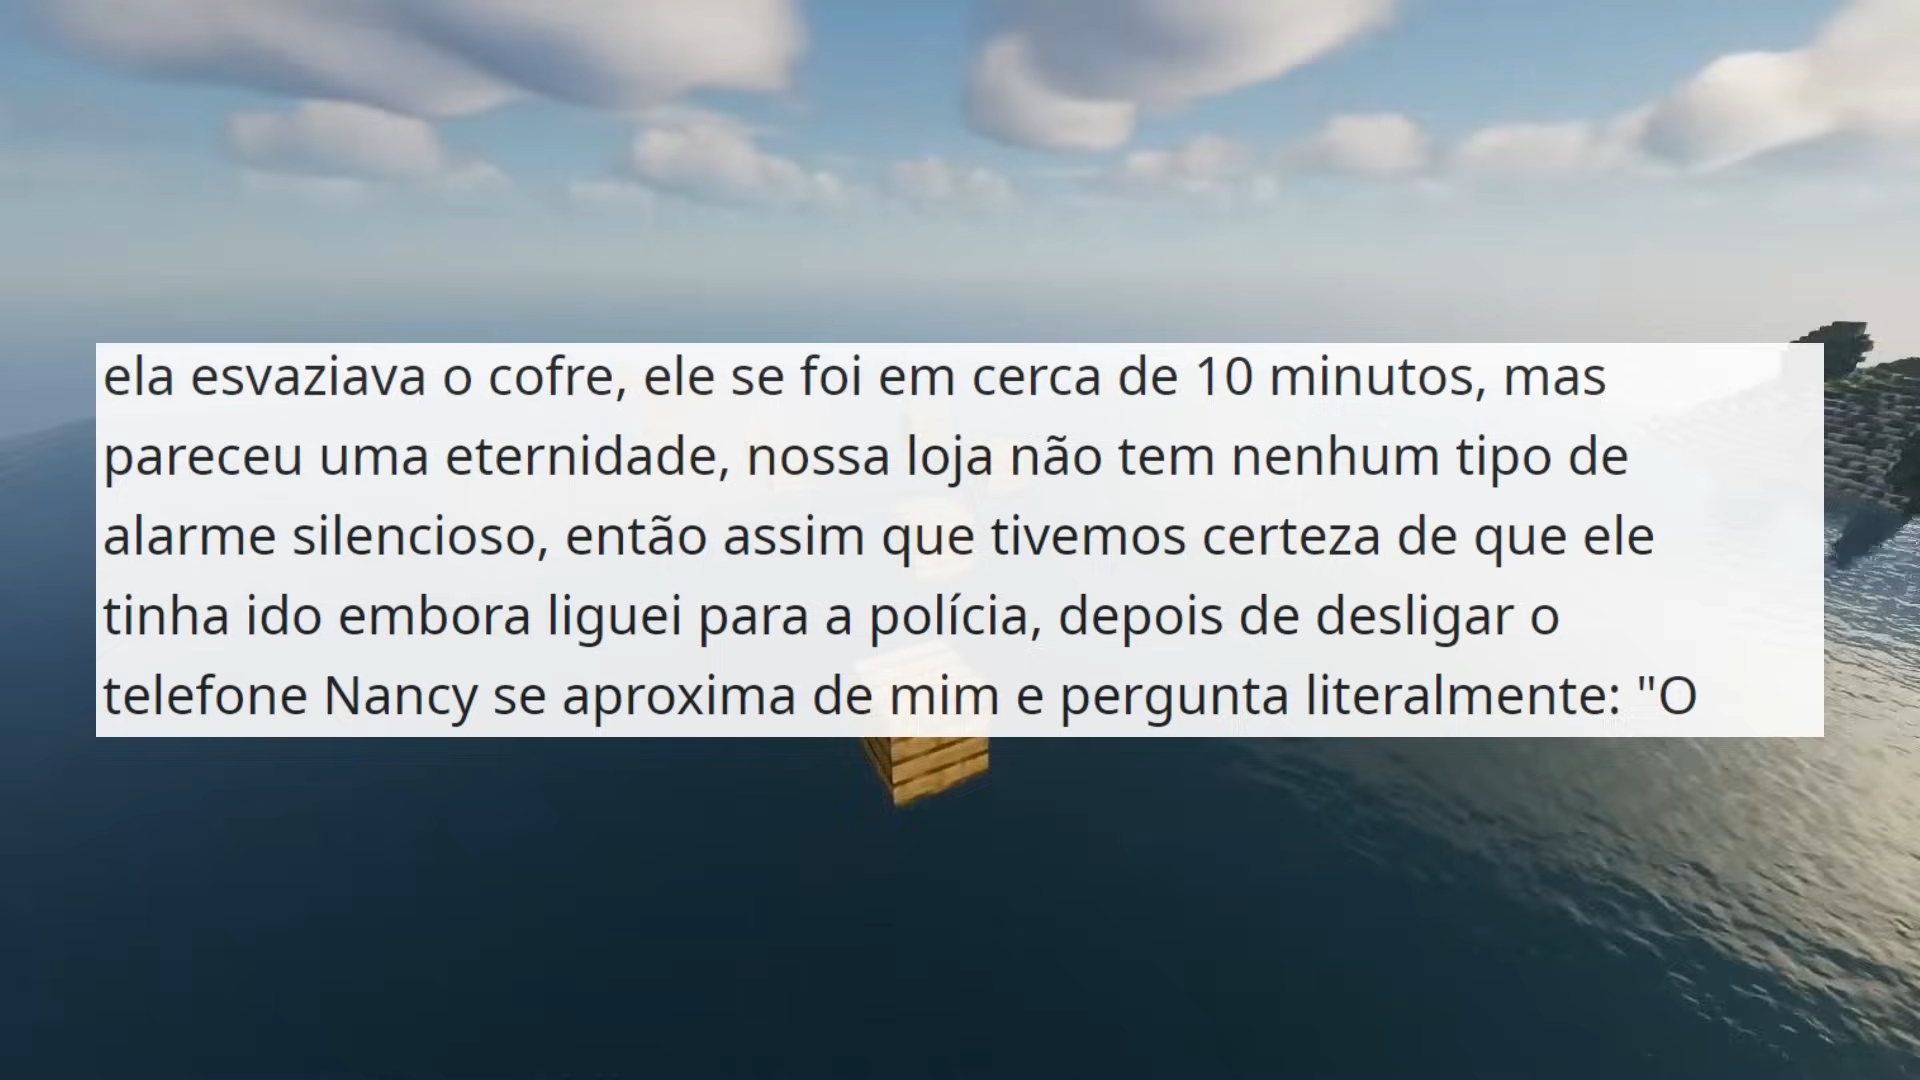 ela esvaziava o cofre, ele se foi em cerca de 10 minutos, mas
pareceu uma eternidade, nossa loja não tem nenhum tipo de
alarme silencioso, então assim que tivemos certeza de que ele
tinha ido embora liguei para a polícia, depois de desligar o
telefone Nancy se aproxima de mim e pergunta literalmente: "O